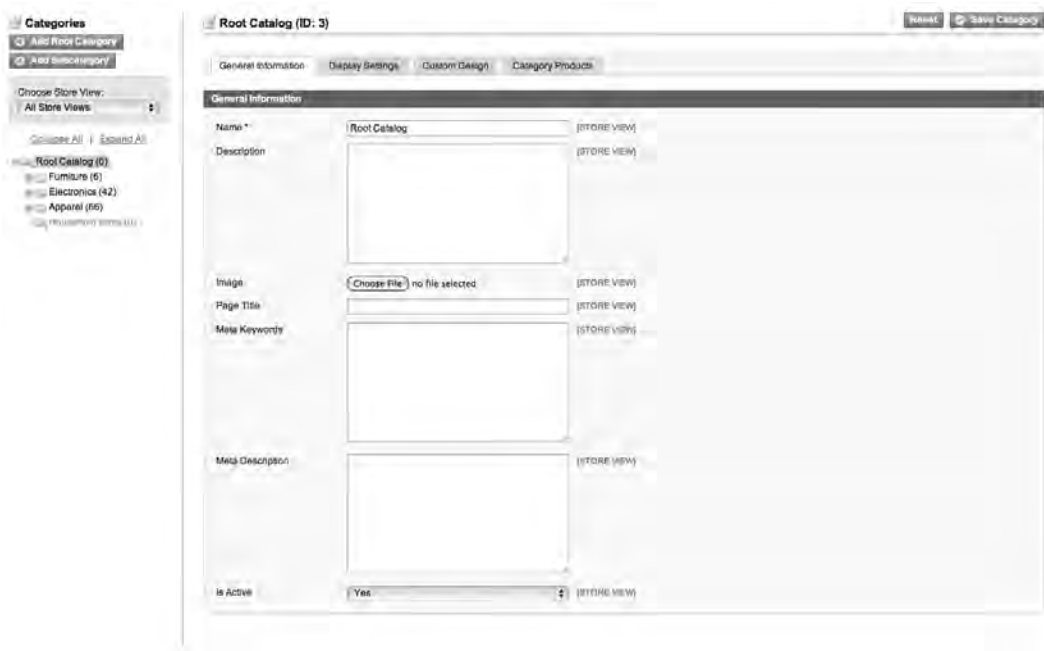 Categories
Add Root Category
Add Subcategory
Choose Store View:
All Store Views
Collapse All | Expand All
Root Catalog (0)
Furniture (6)
Electronics (42)
Apparel (66)
Household Items (0)
Root Catalog (ID: 3)
Reset Save Category
General Information Display Settings Custom Design Category Products
General Information
Name * Root Catalog [STORE VIEW]
Description [STORE VIEW]
Image Choose File no file selected [STORE VIEW]
Page Title [STORE VIEW]
Meta Keywords [STORE VIEW]
Meta Description [STORE VIEW]
Is Active Yes [STORE VIEW]